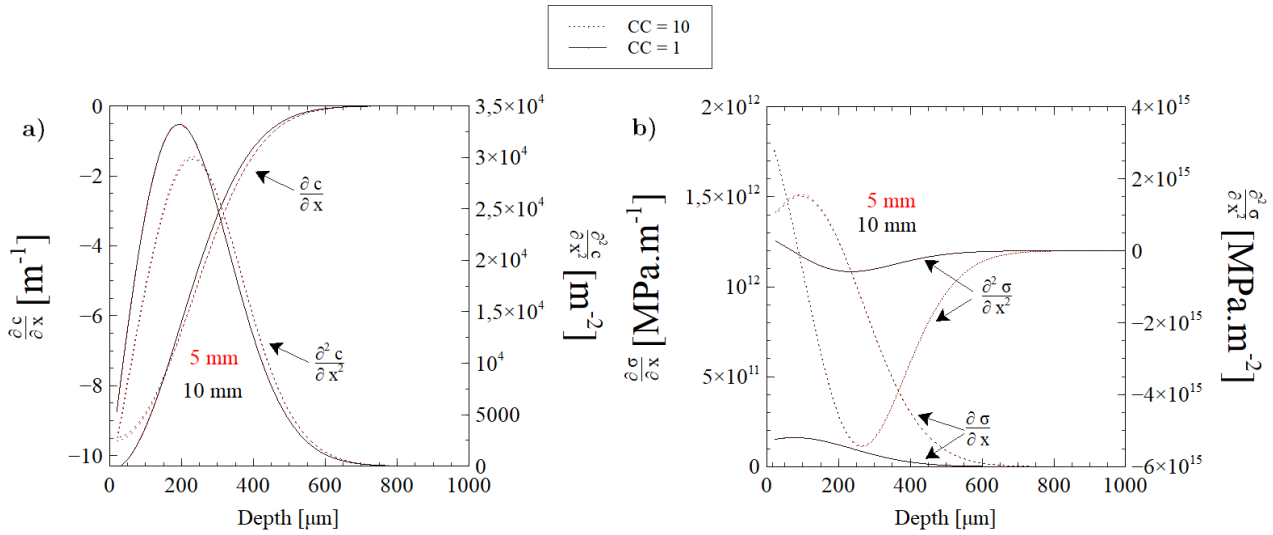 CC = 10
CC = 1
a)
0
−2
−4
−6
−8
−10
∂ c
∂ x
[m-1]
3,5×10⁴
3×10⁴
2,5×10⁴
2×10⁴
1,5×10⁴
10⁴
5000
0
∂² c
∂ x²
[m-2]
∂ c
∂ x
∂² c
∂ x²
5 mm
10 mm
0 200 400 600 800 1000
Depth [μm]
b)
2×10¹²
1,5×10¹²
10¹²
5×10¹¹
0
∂ σ
∂ x
[MPa.m-1]
4×10¹⁵
2×10¹⁵
0
−2×10¹⁵
−4×10¹⁵
−6×10¹⁵
∂² σ
∂ x²
[MPa.m-2]
5 mm
10 mm
∂² σ
∂ x²
∂ σ
∂ x
0 200 400 600 800 1000
Depth [μm]